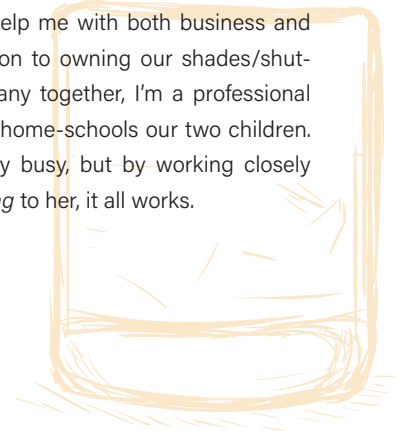 elp me with both business and
on to owning our shades/shut-
any together, I'm a professional
home-schools our two children.
y busy, but by working closely
g to her, it all works.